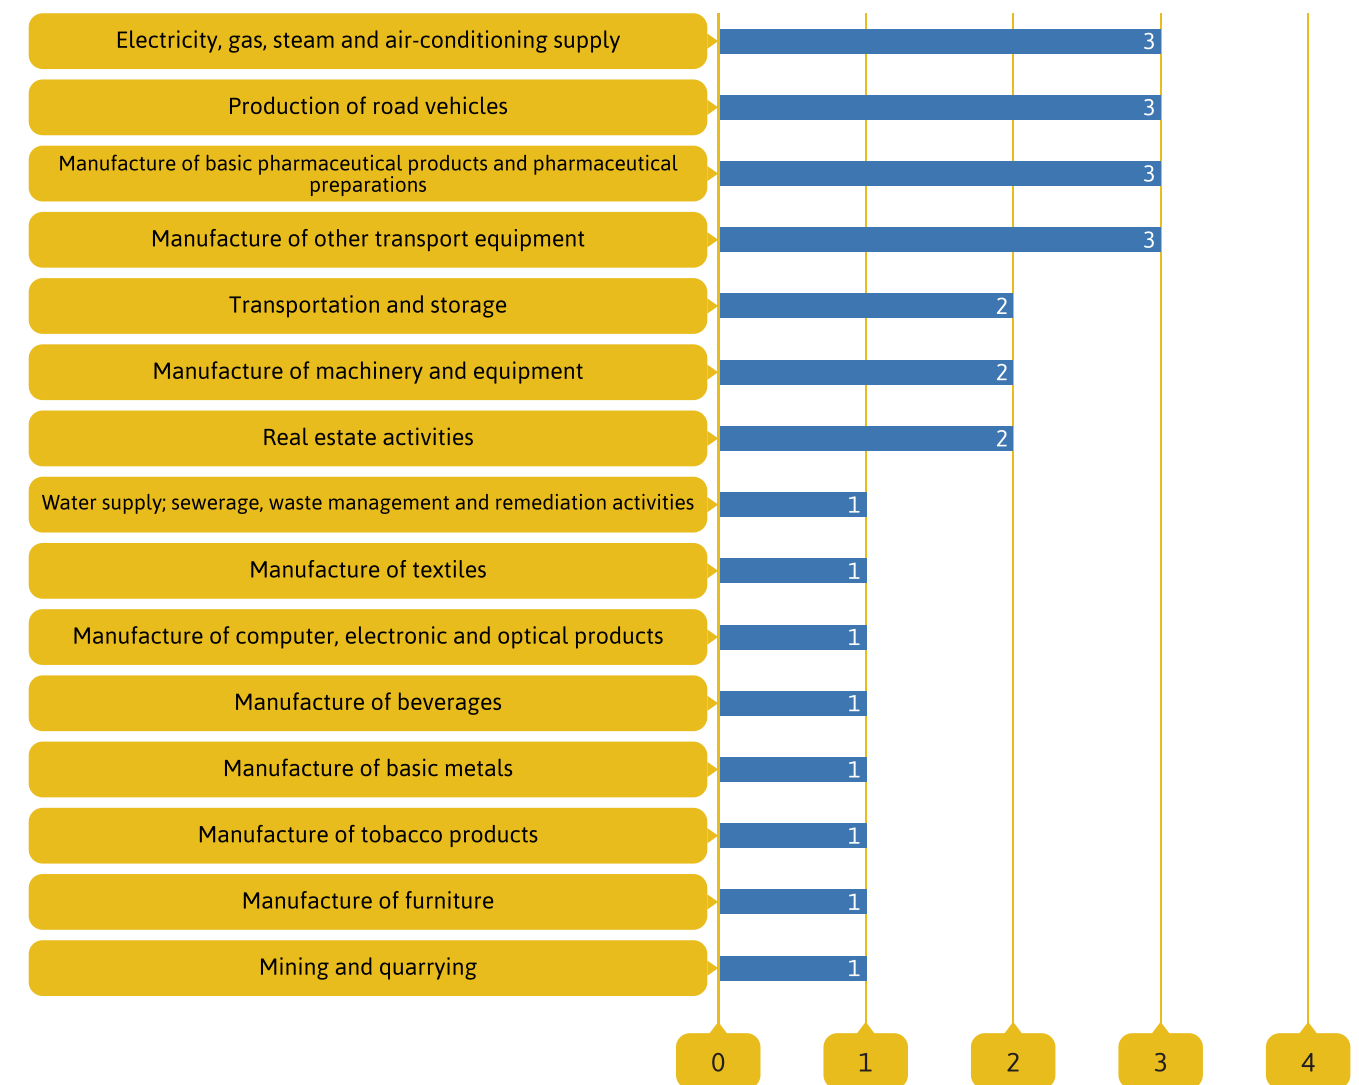 Electricity, gas, steam and air-conditioning supply
3
Production of road vehicles
3
Manufacture of basic pharmaceutical products and pharmaceutical
preparations
3
Manufacture of other transport equipment
3
Transportation and storage
2
Manufacture of machinery and equipment
2
Real estate activities
2
Water supply; sewerage, waste management and remediation activities
1
Manufacture of textiles
1
Manufacture of computer, electronic and optical products
1
Manufacture of beverages
1
Manufacture of basic metals
1
Manufacture of tobacco products
1
Manufacture of furniture
1
Mining and quarrying
1
0 1 2 3 4